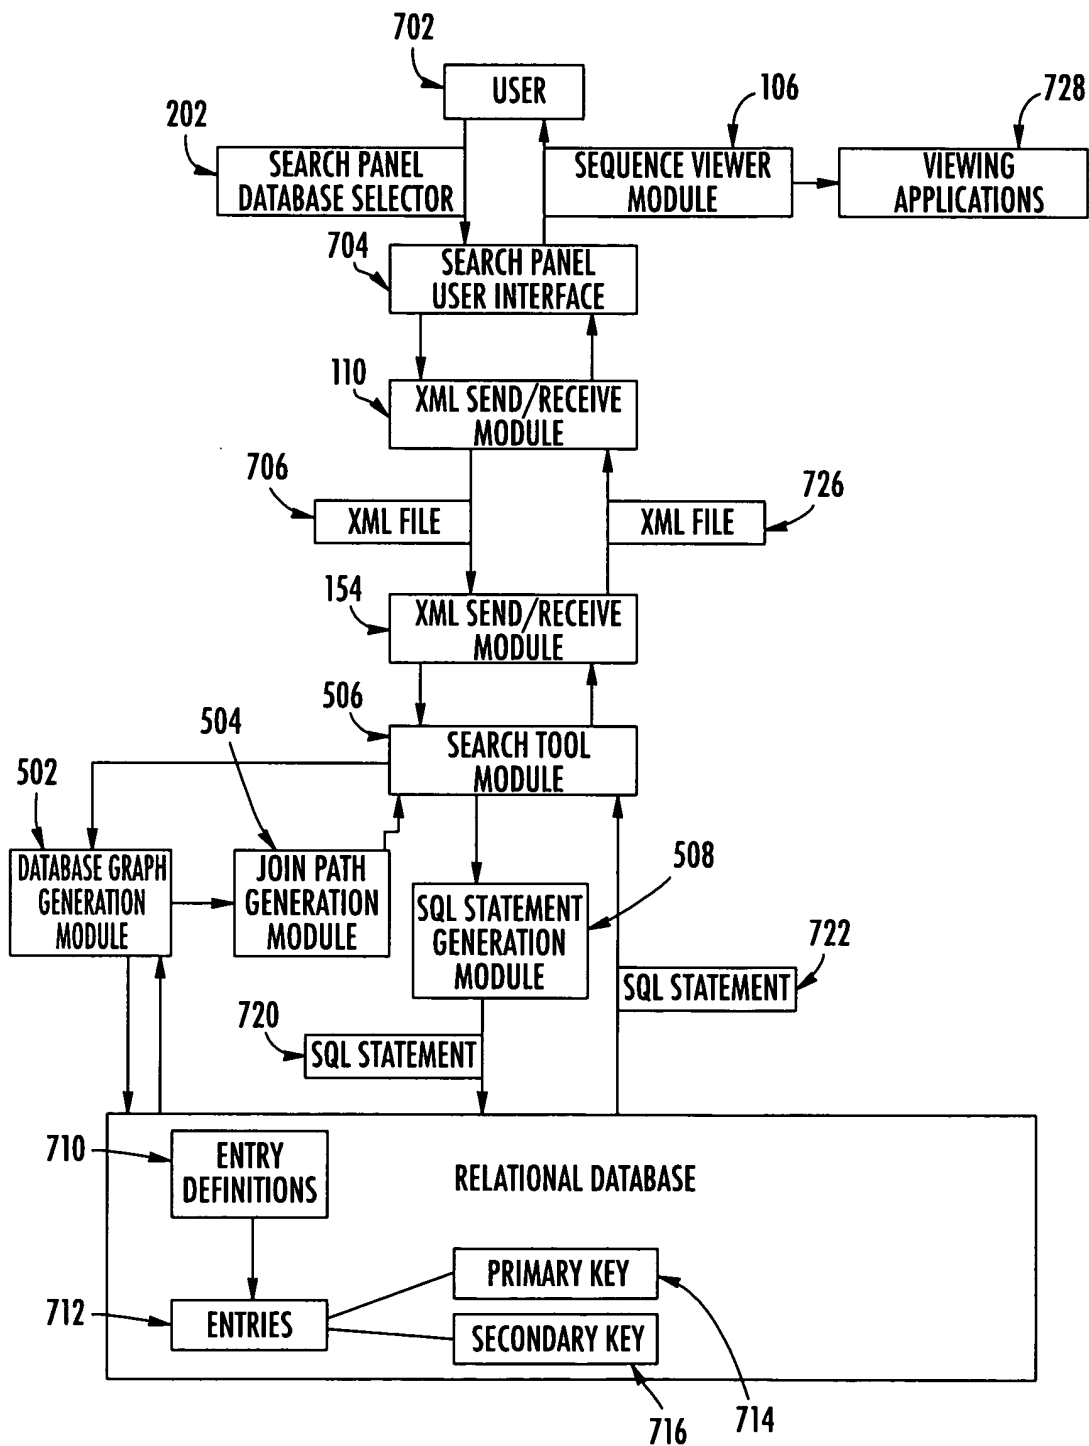 702
USER
106
728
202
SEARCH PANEL
DATABASE SELECTOR
SEQUENCE VIEWER
MODULE
VIEWING
APPLICATIONS
704
SEARCH PANEL
USER INTERFACE
110
XML SEND/RECEIVE
MODULE
706
XML FILE
XML FILE
726
154
XML SEND/RECEIVE
MODULE
506
504
SEARCH TOOL
MODULE
502
DATABASE GRAPH
GENERATION
MODULE
JOIN PATH
GENERATION
MODULE
508
SQL STATEMENT
GENERATION
MODULE
722
SQL STATEMENT
720
SQL STATEMENT
710
ENTRY
DEFINITIONS
RELATIONAL DATABASE
PRIMARY KEY
712
ENTRIES
SECONDARY KEY
716
714